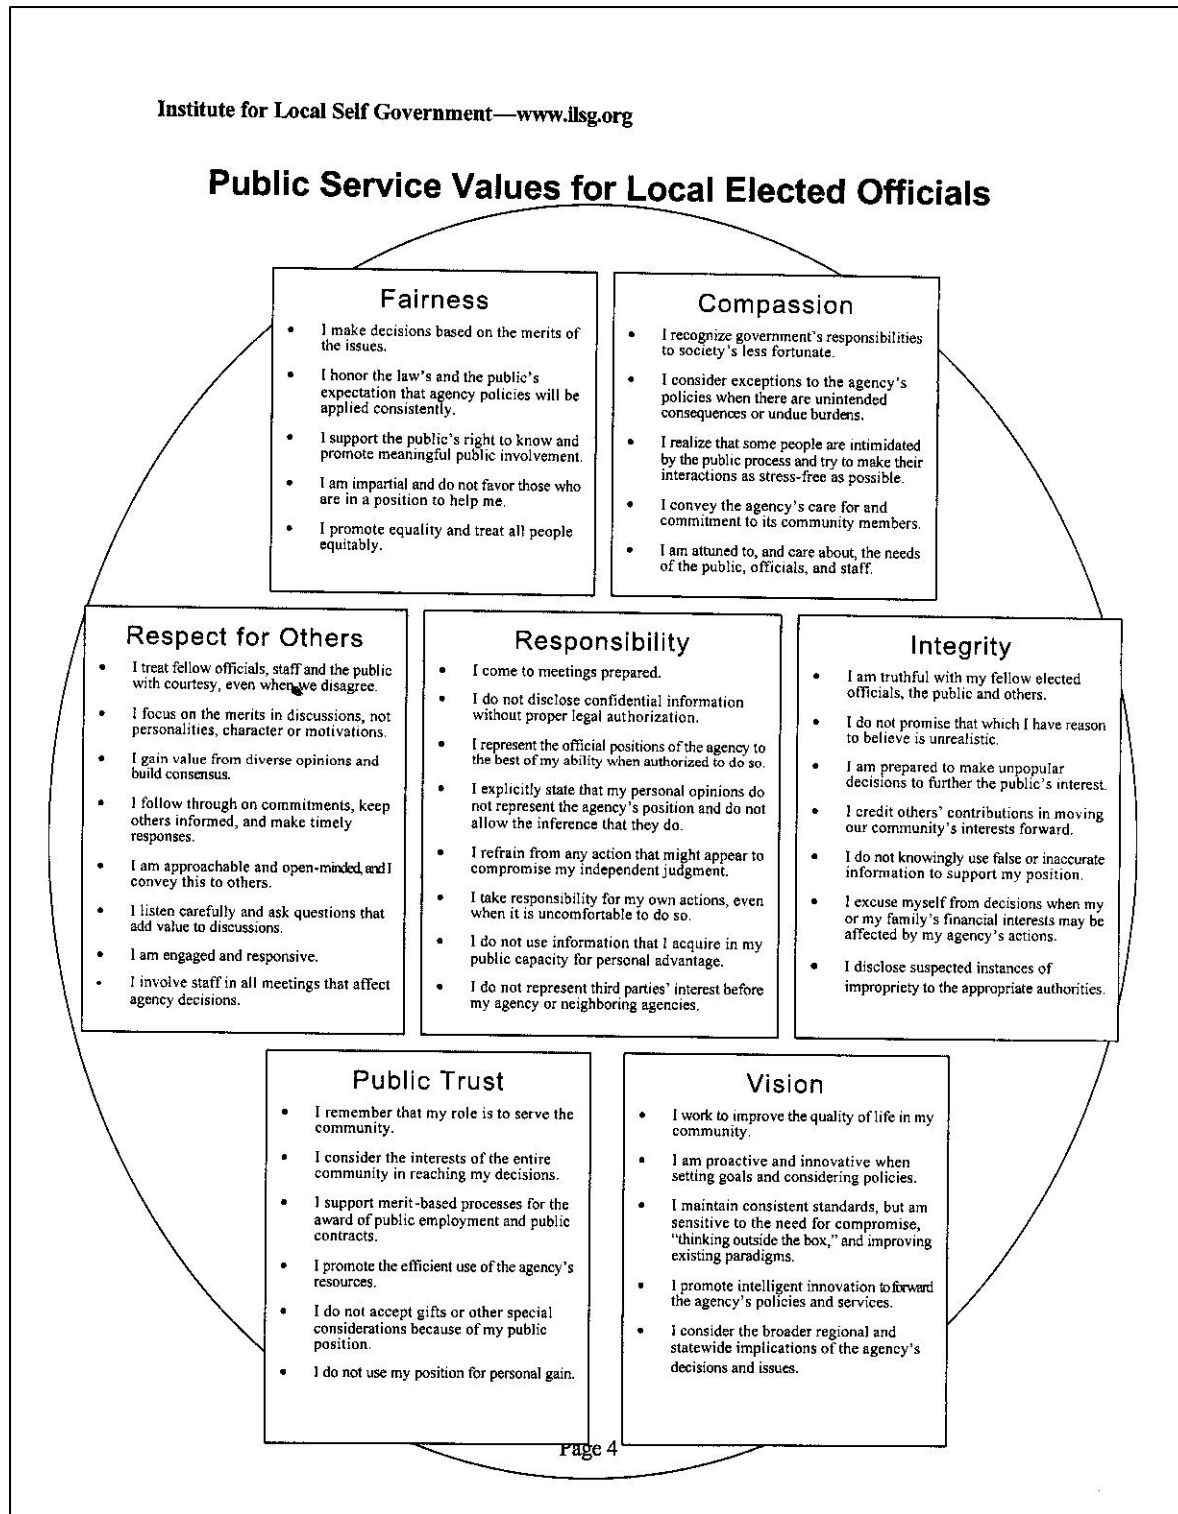 Institute for Local Self Government—www.ilsg.org
Public Service Values for Local Elected Officials
Fairness
• I make decisions based on the merits of
the issues.
• I honor the law's and the public's
expectation that agency policies will be
applied consistently.
• I support the public's right to know and
promote meaningful public involvement.
• I am impartial and do not favor those who
are in a position to help me.
• I promote equality and treat all people
equitably.
Compassion
• I recognize government's responsibilities
to society's less fortunate.
• I consider exceptions to the agency's
policies when there are unintended
consequences or undue burdens.
• I realize that some people are intimidated
by the public process and try to make their
interactions as stress-free as possible.
• I convey the agency's care for and
commitment to its community members.
• I am attuned to, and care about, the needs
of the public, officials, and staff.
Respect for Others
• I treat fellow officials, staff and the public
with courtesy, even when we disagree.
• I focus on the merits in discussions, not
personalities, character or motivations.
• I gain value from diverse opinions and
build consensus.
• I follow through on commitments, keep
others informed, and make timely
responses.
• I am approachable and open-minded, and I
convey this to others.
• I listen carefully and ask questions that
add value to discussions.
• I am engaged and responsive.
• I involve staff in all meetings that affect
agency decisions.
Responsibility
• I come to meetings prepared.
• I do not disclose confidential information
without proper legal authorization.
• I represent the official positions of the agency to
the best of my ability when authorized to do so.
• I explicitly state that my personal opinions do
not represent the agency's position and do not
allow the inference that they do.
• I refrain from any action that might appear to
compromise my independent judgment.
• I take responsibility for my own actions, even
when it is uncomfortable to do so.
• I do not use information that I acquire in my
public capacity for personal advantage.
• I do not represent third parties' interest before
my agency or neighboring agencies.
Integrity
• I am truthful with my fellow elected
officials, the public and others.
• I do not promise that which I have reason
to believe is unrealistic.
• I am prepared to make unpopular
decisions to further the public's interest.
• I credit others' contributions in moving
our community's interests forward.
• I do not knowingly use false or inaccurate
information to support my position.
• I excuse myself from decisions when my
or my family's financial interests may be
affected by my agency's actions.
• I disclose suspected instances of
impropriety to the appropriate authorities.
Public Trust
• I remember that my role is to serve the
community.
• I consider the interests of the entire
community in reaching my decisions.
• I support merit-based processes for the
award of public employment and public
contracts.
• I promote the efficient use of the agency's
resources.
• I do not accept gifts or other special
considerations because of my public
position.
• I do not use my position for personal gain.
Vision
• I work to improve the quality of life in my
community.
• I am proactive and innovative when
setting goals and considering policies.
• I maintain consistent standards, but am
sensitive to the need for compromise,
"thinking outside the box," and improving
existing paradigms.
• I promote intelligent innovation to forward
the agency's policies and services.
• I consider the broader regional and
statewide implications of the agency's
decisions and issues.
Page 4